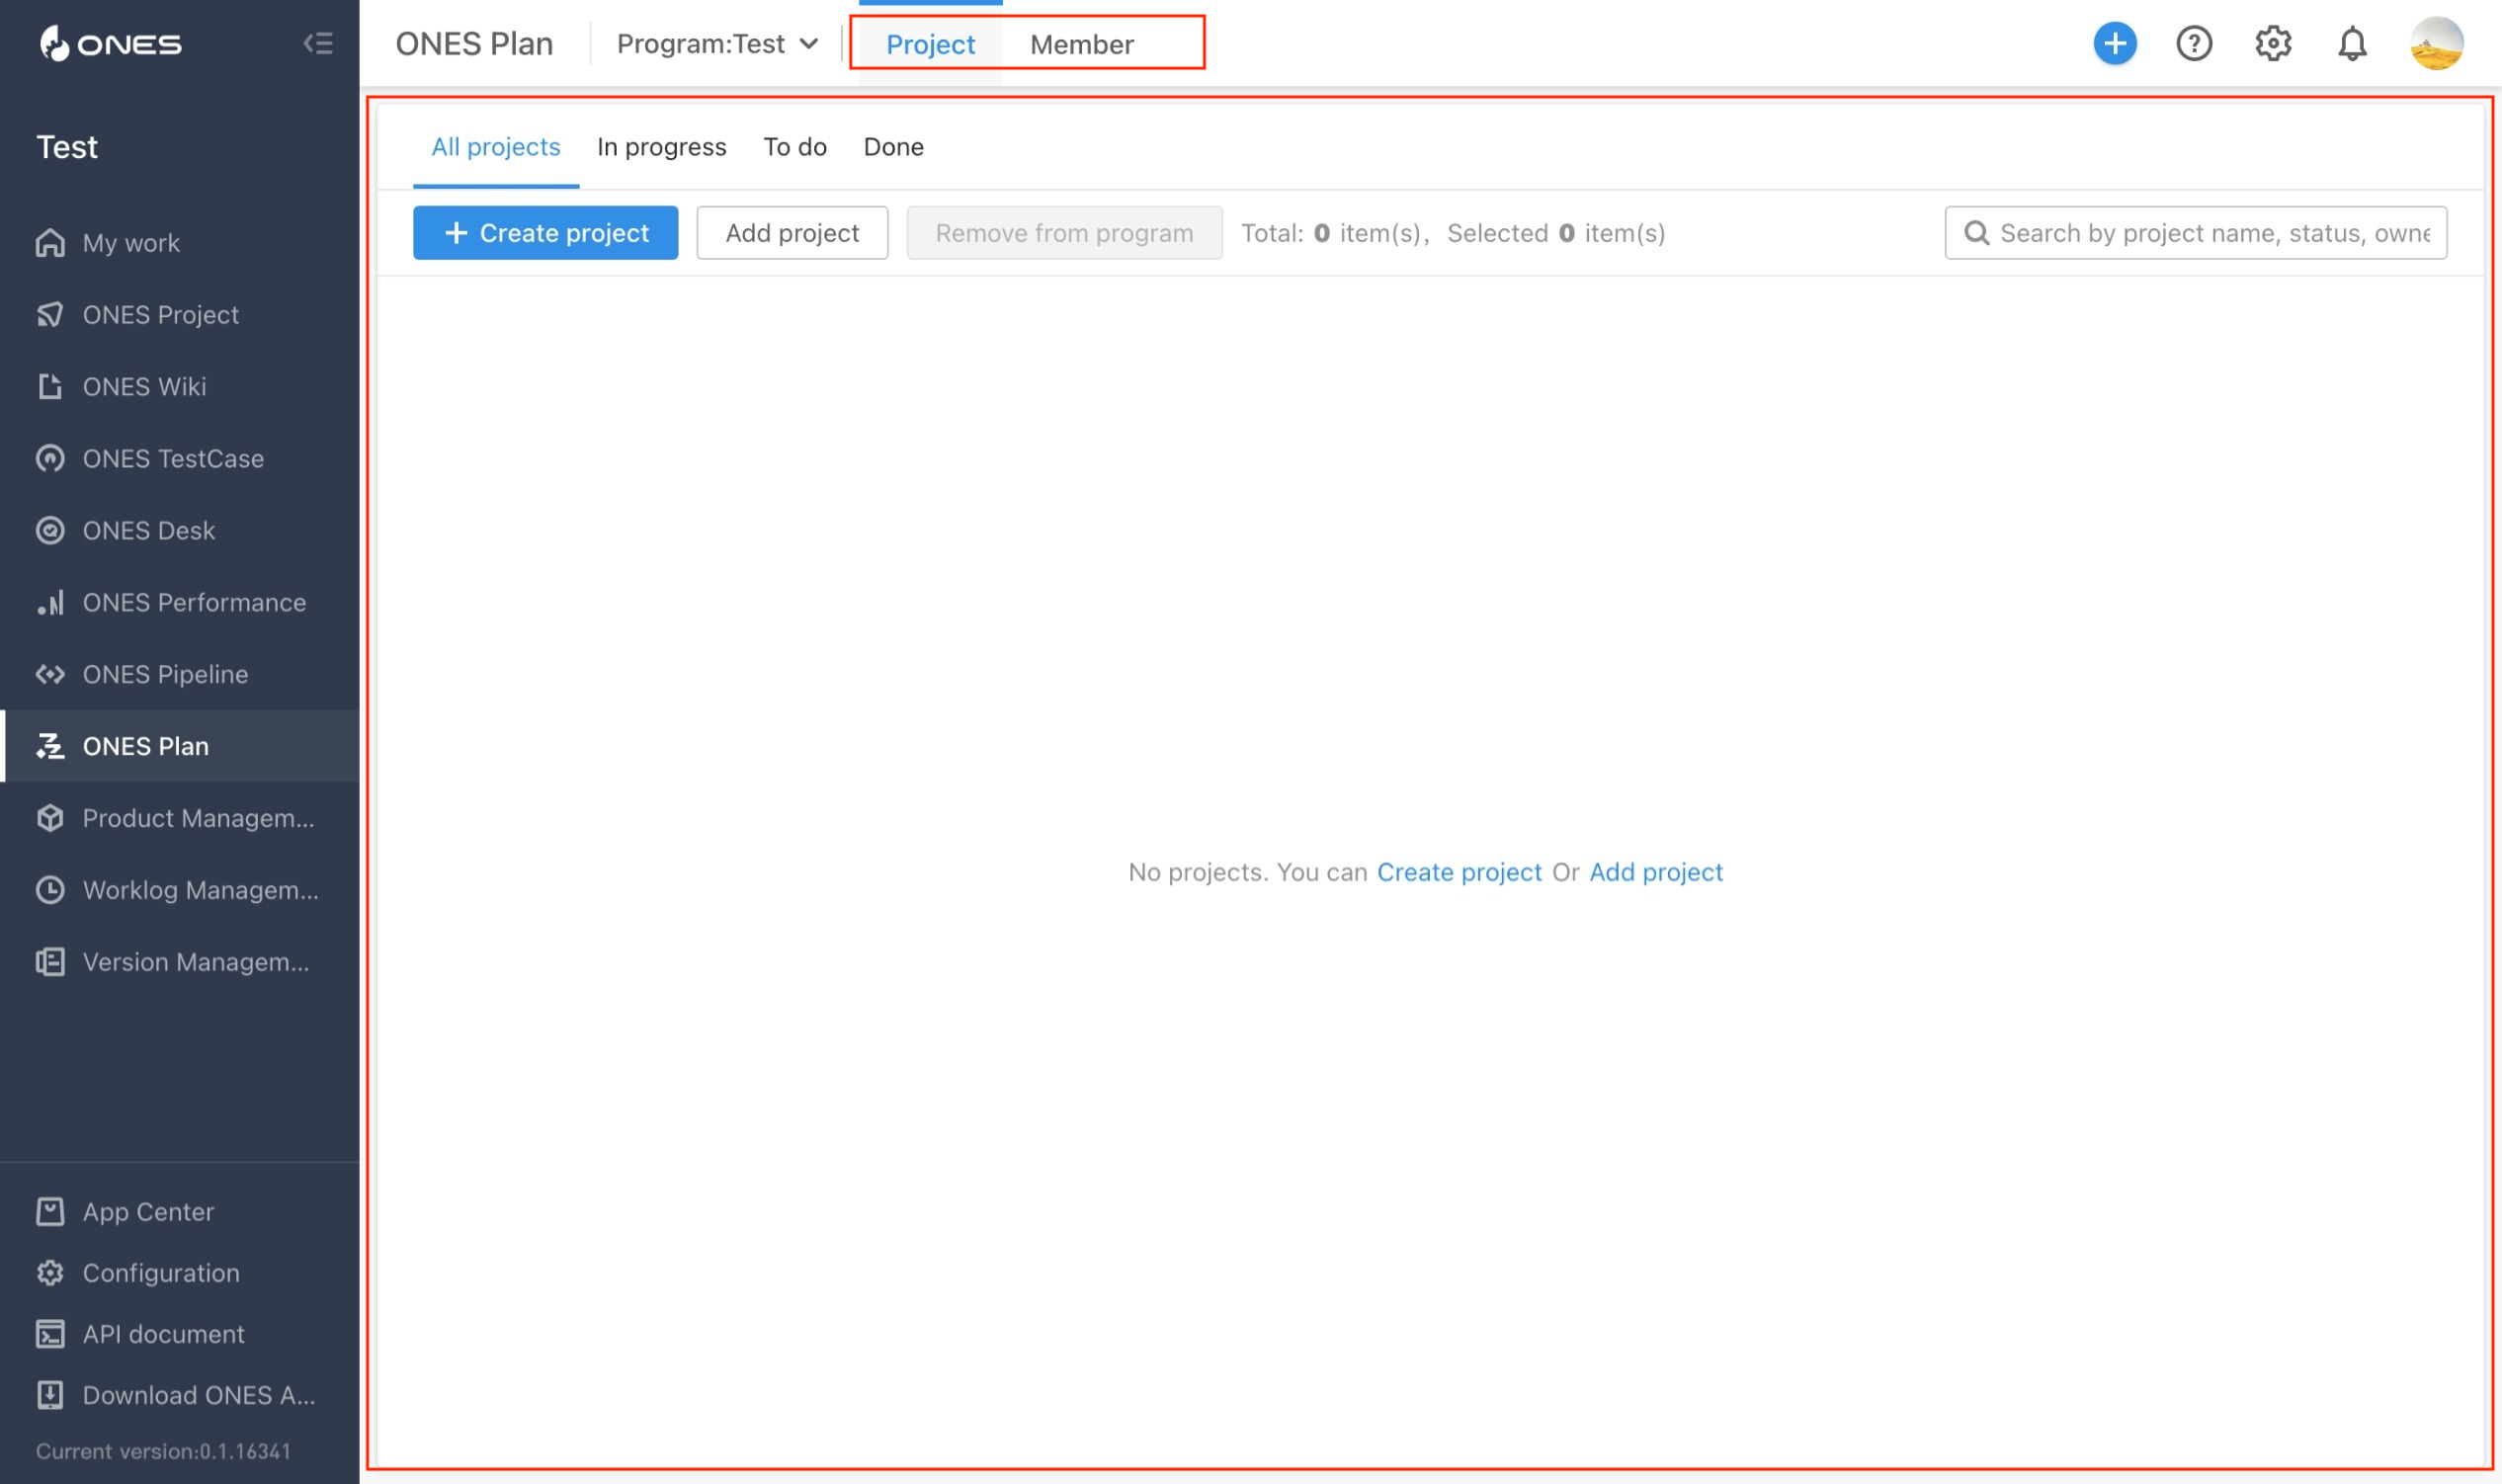 ONES
Test
My work
ONES Project
ONES Wiki
ONES TestCase
ONES Desk
ONES Performance
ONES Pipeline
ONES Plan
Product Managem...
Worklog Managem...
Version Managem...
App Center
Configuration
API document
Download ONES A...
Current version:0.1.16341
ONES Plan Program:Test Project Member
All projects In progress To do Done
+ Create project Add project Remove from program Total: 0 item(s), Selected 0 item(s) Search by project name, status, owne
No projects. You can Create project Or Add project